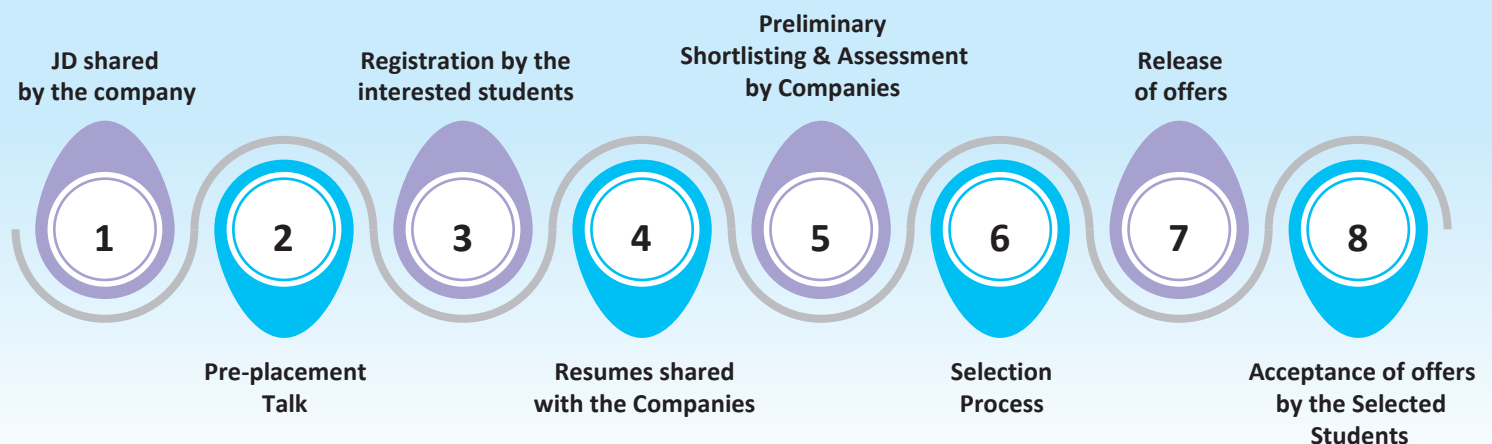 JD shared
by the company
1
Pre-placement
Talk
2
Registration by the
interested students
3
Resumes shared
with the Companies
4
Preliminary
Shortlisting & Assessment
by Companies
5
Selection
Process
6
Release
of offers
7
Acceptance of offers
by the Selected
Students
8